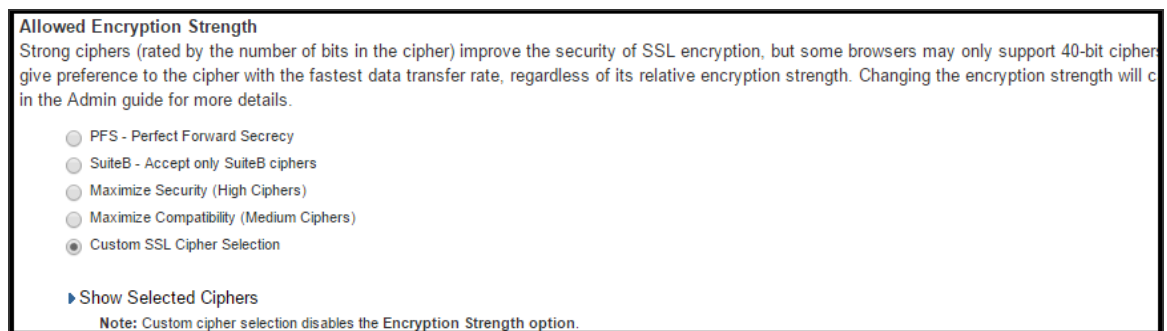 Allowed Encryption Strength
Strong ciphers (rated by the number of bits in the cipher) improve the security of SSL encryption, but some browsers may only support 40-bit ciphers
give preference to the cipher with the fastest data transfer rate, regardless of its relative encryption strength. Changing the encryption strength will c
in the Admin guide for more details.
PFS - Perfect Forward Secrecy
SuiteB - Accept only SuiteB ciphers
Maximize Security (High Ciphers)
Maximize Compatibility (Medium Ciphers)
Custom SSL Cipher Selection
Show Selected Ciphers
Note: Custom cipher selection disables the Encryption Strength option.